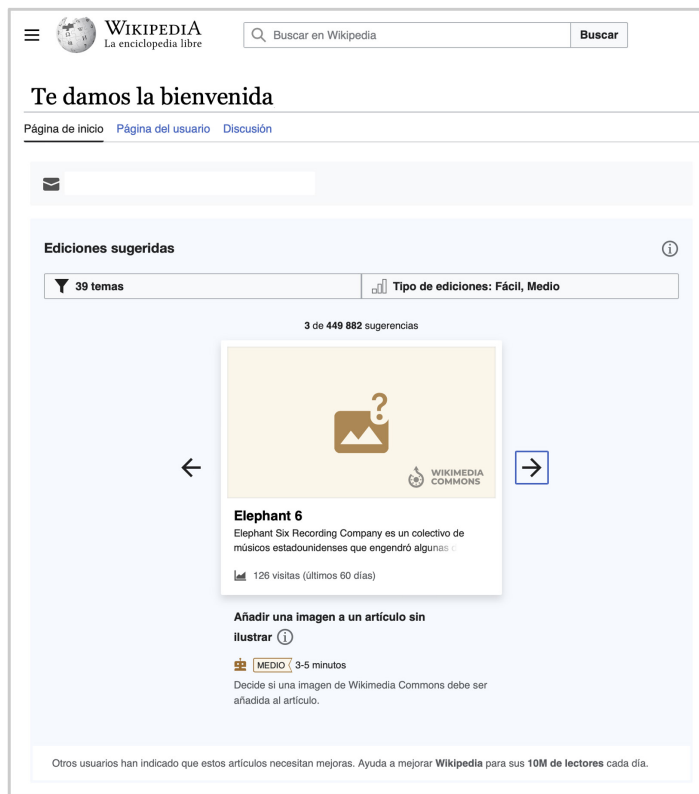 WIKIPEDIA
La enciclopedia libre
Buscar en Wikipedia
Buscar
Te damos la bienvenida
Página de inicio Página del usuario Discusión
Ediciones sugeridas
39 temas
Tipo de ediciones: Fácil, Medio
3 de 449 882 sugerencias
WIKIMEDIA
COMMONS
Elephant 6
Elephant Six Recording Company es un colectivo de
músicos estadounidenses que engendró algunas
126 visitas (últimos 60 días)
Añadir una imagen a un artículo sin
ilustrar
MEDIO 3-5 minutos
Decide si una imagen de Wikimedia Commons debe ser
añadida al artículo.
Otros usuarios han indicado que estos artículos necesitan mejoras. Ayuda a mejorar Wikipedia para sus 10M de lectores cada día.